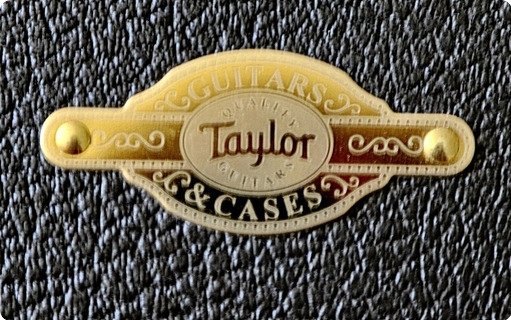 GUITARS
QUALITY
Taylor
GUITARS
& CASES